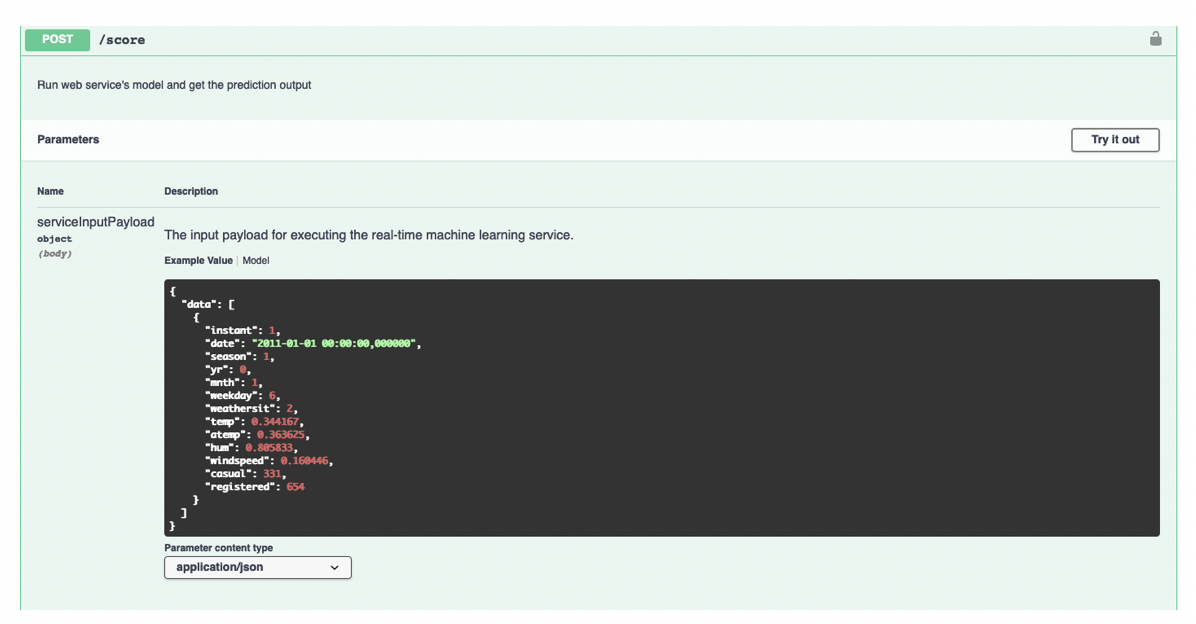 POST /score
Run web service's model and get the prediction output
Parameters
Try it out
Name Description
serviceInputPayload
object
(body)
The input payload for executing the real-time machine learning service.
Example Value | Model
{
"data": [
{
"instant": 1,
"date": "2011-01-01 00:00:00,000000",
"season": 1,
"yr": 0,
"mnth": 1,
"weekday": 6,
"weathersit": 2,
"temp": 0.344167,
"atemp": 0.363625,
"hum": 0.805833,
"windspeed": 0.160446,
"casual": 331,
"registered": 654
}
]
}
Parameter content type
application/json